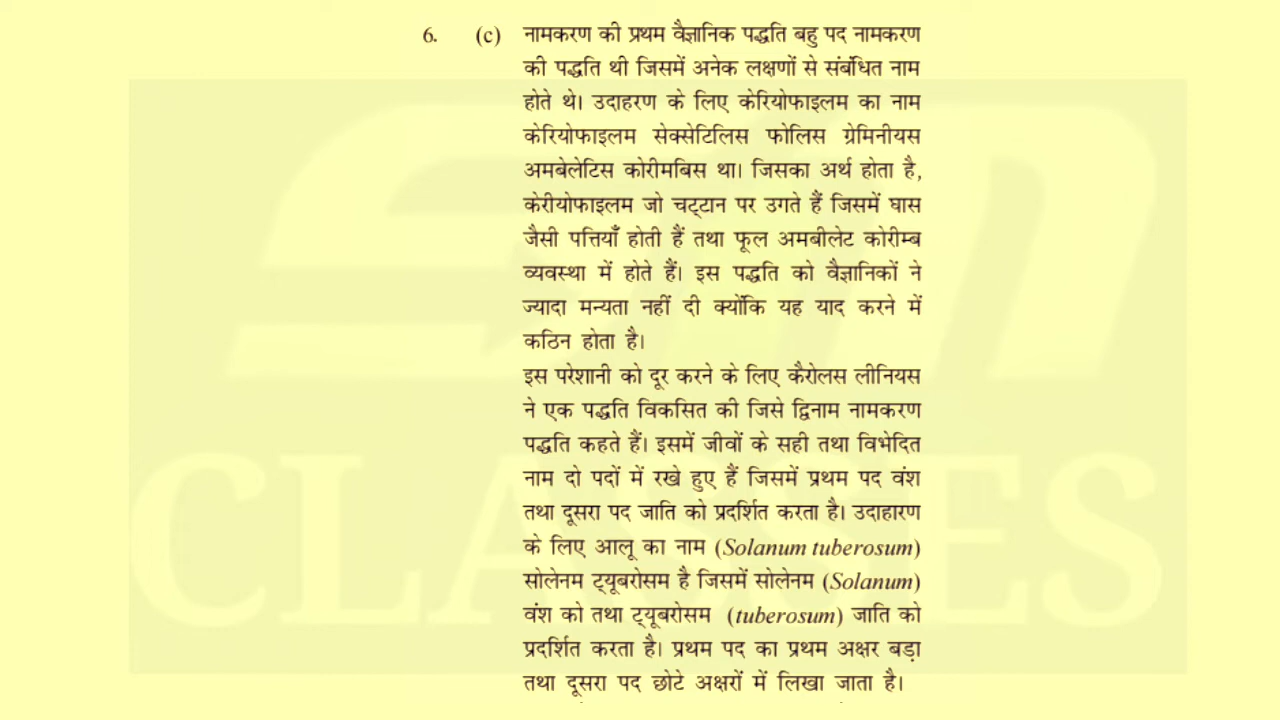 6. (c) नामकरण की प्रथम वैज्ञानिक पद्धति बहु पद नामकरण
की पद्धति थी जिसमें अनेक लक्षणों से संबंधित नाम
होते थे। उदाहरण के लिए केरियोफाइलम का नाम
केरियोफाइलम सेक्सेटिलिस फोलिस ग्रेमिनीयस
अमबेलेटिस कोरीमबिस था। जिसका अर्थ होता है,
केरीयोफाइलम जो चट्टान पर उगते हैं जिसमें घास
जैसी पत्तियाँ होती हैं तथा फूल अमबीलेट कोरीम्ब
व्यवस्था में होते हैं। इस पद्धति को वैज्ञानिकों ने
ज्यादा मन्यता नहीं दी क्योंकि यह याद करने में
कठिन होता है।
इस परेशानी को दूर करने के लिए कैरोलस लीनियस
ने एक पद्धति विकसित की जिसे द्विनाम नामकरण
पद्धति कहते हैं। इसमें जीवों के सही तथा विभेदित
नाम दो पदों में रखे हुए हैं जिसमें प्रथम पद वंश
तथा दूसरा पद जाति को प्रदर्शित करता है। उदाहारण
के लिए आलू का नाम (Solanum tuberosum)
सोलेनम ट्यूबरोसम है जिसमें सोलेनम (Solanum)
वंश को तथा ट्यूबरोसम (tuberosum) जाति को
प्रदर्शित करता है। प्रथम पद का प्रथम अक्षर बड़ा
तथा दूसरा पद छोटे अक्षरों में लिखा जाता है।
CLASSES